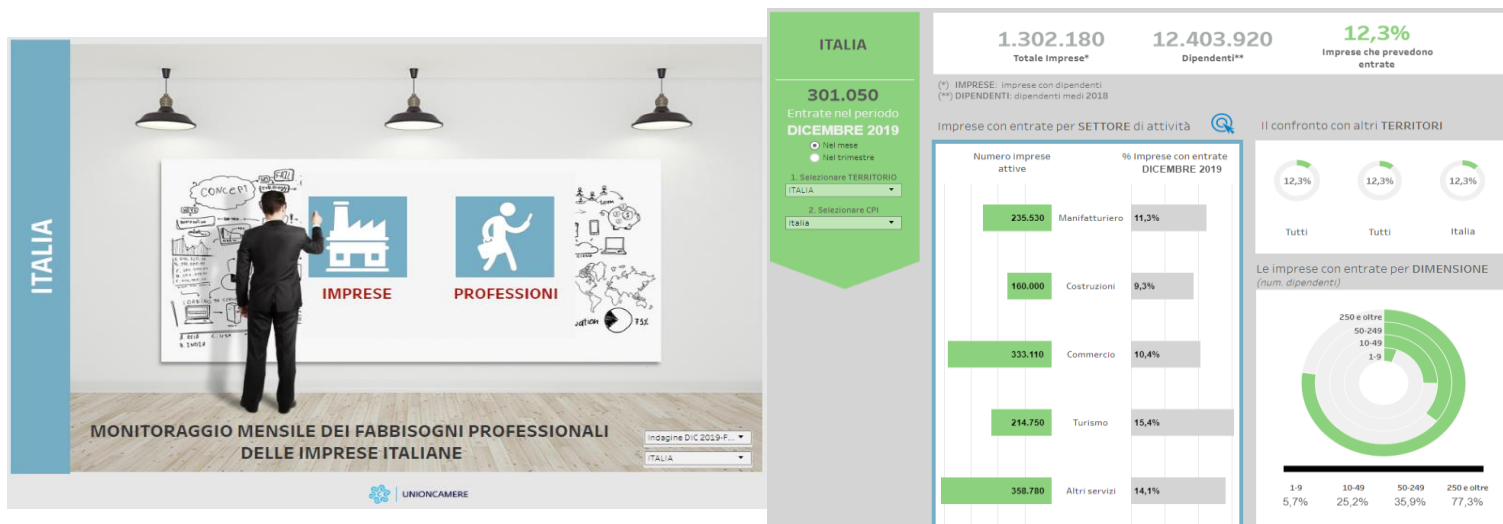 ITALIA
CONCEPT
IMPRESE
PROFESSIONI
75%
MONITORAGGIO MENSILE DEI FABBISOGNI PROFESSIONALI
DELLE IMPRESE ITALIANE
Indagine DIC 2019-F...
ITALIA
UNIONCAMERE
ITALIA
301.050
Entrate nel periodo
DICEMBRE 2019
Nel mese
Nel trimestre
1. Selezionare TERRITORIO
ITALIA
2. Selezionare CPI
Italia
1.302.180
Totale Imprese*
12.403.920
Dipendenti**
12,3%
Imprese che prevedono
entrate
(*) IMPRESE: imprese con dipendenti
(**) DIPENDENTI: dipendenti medi 2018
Imprese con entrate per SETTORE di attività
Numero imprese
attive
% Imprese con entrate
DICEMBRE 2019
235.530 Manifatturiero 11,3%
160.000 Costruzioni 9,3%
333.110 Commercio 10,4%
214.750 Turismo 15,4%
358.780 Altri servizi 14,1%
Il confronto con altri TERRITORI
12,3% 12,3% 12,3%
Tutti Tutti Italia
Le imprese con entrate per DIMENSIONE
(num. dipendenti)
250 e oltre
50-249
10-49
1-9
1-9 10-49 50-249 250 e oltre
5,7% 25,2% 35,9% 77,3%